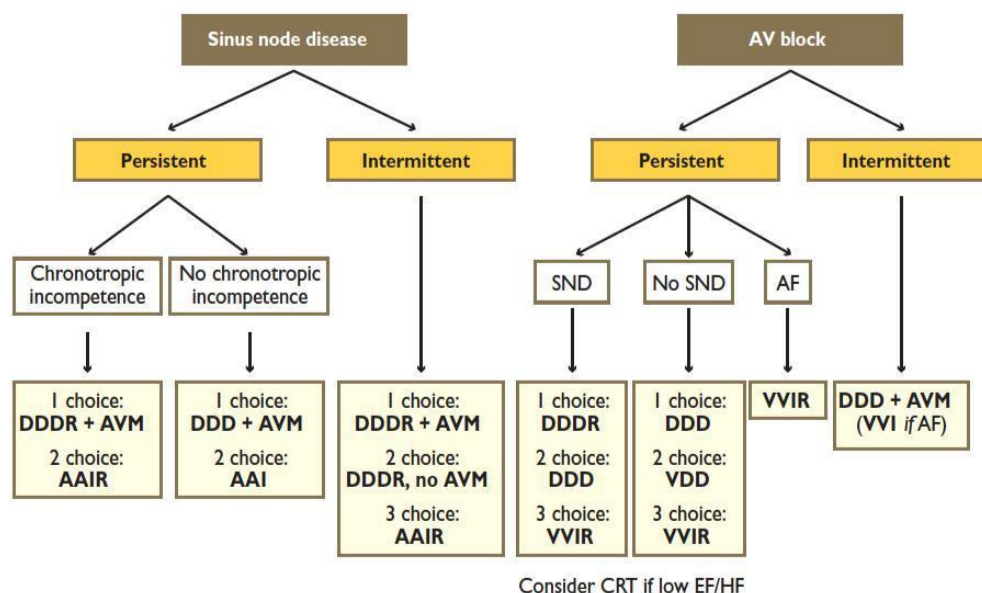 Sinus node disease
AV block
Persistent
Intermittent
Persistent
Intermittent
Chronotropic
incompetence
No chronotropic
incompetence
SND
No SND
AF
1 choice:
DDDR + AVM
2 choice:
AAIR
1 choice:
DDD + AVM
2 choice:
AAI
1 choice:
DDDR + AVM
2 choice:
DDDR, no AVM
3 choice:
AAIR
1 choice:
DDDR
2 choice:
DDD
3 choice:
VVIR
1 choice:
DDD
2 choice:
VDD
3 choice:
VVIR
VVIR
DDD + AVM
(VVI if AF)
Consider CRT if low EF/HF